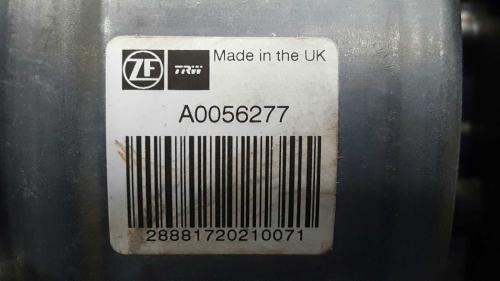 ZF TRW Made in the UK
A0056277
28881720210071